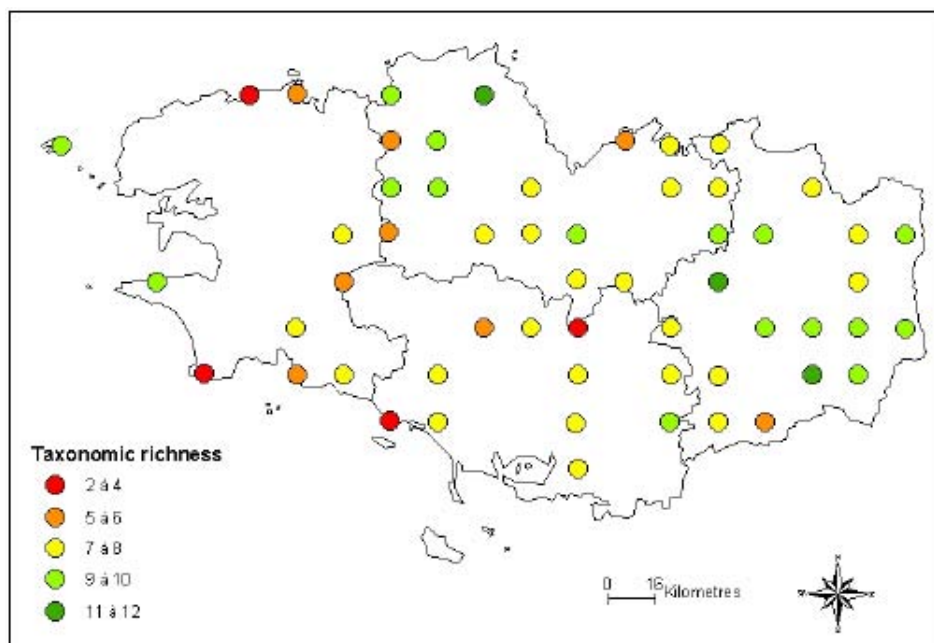 Taxonomic richness
2 à 4
5 à 6
7 à 8
9 à 10
11 à 12
0 16 Kilometres